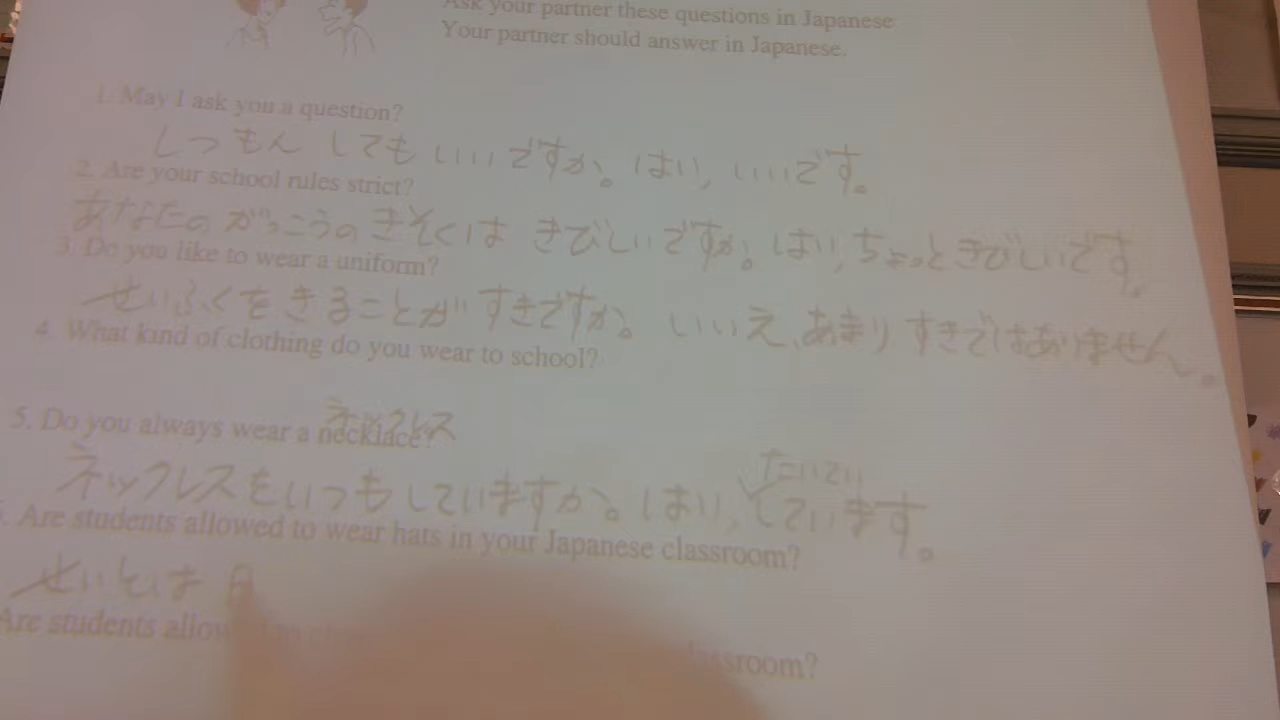 Ask your partner these questions in Japanese
Your partner should answer in Japanese.
1. May I ask you a question?
しつもん しても いいですか。はい, いいです。
2. Are your school rules strict?
あなたの がっこうの きそくは きびしいですか。はい, ちょっときびしいです。
3. Do you like to wear a uniform?
せいふくを きることが すきですか。 いいえ、あまり すきではありません。
4. What kind of clothing do you wear to school?
ネックレス
5. Do you always wear a necklace?
たいてい
ネックレスをいつもしていますか。はい, しています。
. Are students allowed to wear hats in your Japanese classroom?
せいとは 日
Are students classroom?